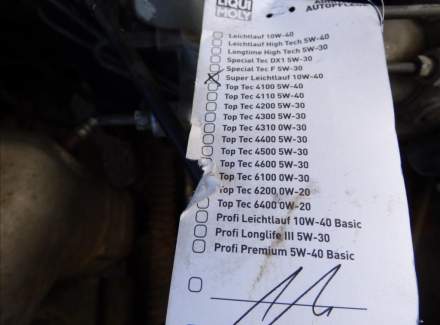 LIQUI
MOLY
AUTOPFLEGE
Leichtlauf 10W-40
Leichtlauf High Tech 5W-40
Longtime High Tech 5W-30
Special Tec DX1 5W-30
Special Tec F 5W-30
Super Leichtlauf 10W-40
Top Tec 4100 5W-40
Top Tec 4110 5W-40
Top Tec 4200 5W-30
Top Tec 4300 5W-30
Top Tec 4310 0W-30
Top Tec 4400 5W-30
Top Tec 4500 5W-30
Top Tec 4600 5W-30
Top Tec 6100 0W-30
Top Tec 6200 0W-20
Top Tec 6400 0W-20
Profi Leichtlauf 10W-40 Basic
Profi Longlife III 5W-30
Profi Premium 5W-40 Basic